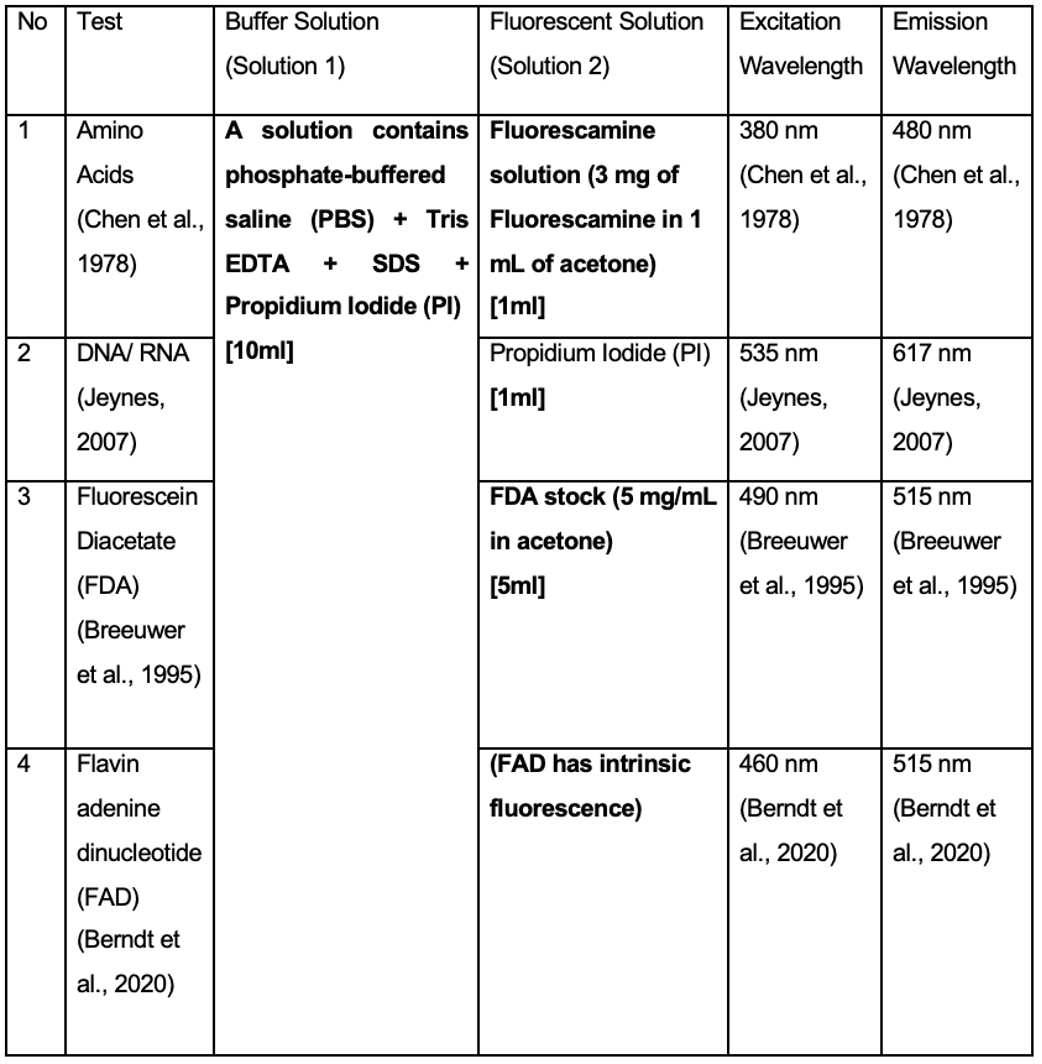 No
Test
Buffer Solution
(Solution 1)
Fluorescent Solution
(Solution 2)
Excitation
Wavelength
Emission
Wavelength
1
Amino
Acids
(Chen et al.,
1978)
A solution contains
phosphate-buffered
saline (PBS) + Tris
EDTA + SDS +
Propidium Iodide (PI)
[10ml]
Fluorescamine
solution (3 mg of
Fluorescamine in 1
mL of acetone)
[1ml]
380 nm
(Chen et al.,
1978)
480 nm
(Chen et al.,
1978)
2
DNA/ RNA
(Jeynes,
2007)
Propidium Iodide (PI)
[1ml]
535 nm
(Jeynes,
2007)
617 nm
(Jeynes,
2007)
3
Fluorescein
Diacetate
(FDA)
(Breeuwer
et al., 1995)
FDA stock (5 mg/mL
in acetone)
[5ml]
490 nm
(Breeuwer
et al., 1995)
515 nm
(Breeuwer
et al., 1995)
4
Flavin
adenine
dinucleotide
(FAD)
(Berndt et
al., 2020)
(FAD has intrinsic
fluorescence)
460 nm
(Berndt et
al., 2020)
515 nm
(Berndt et
al., 2020)